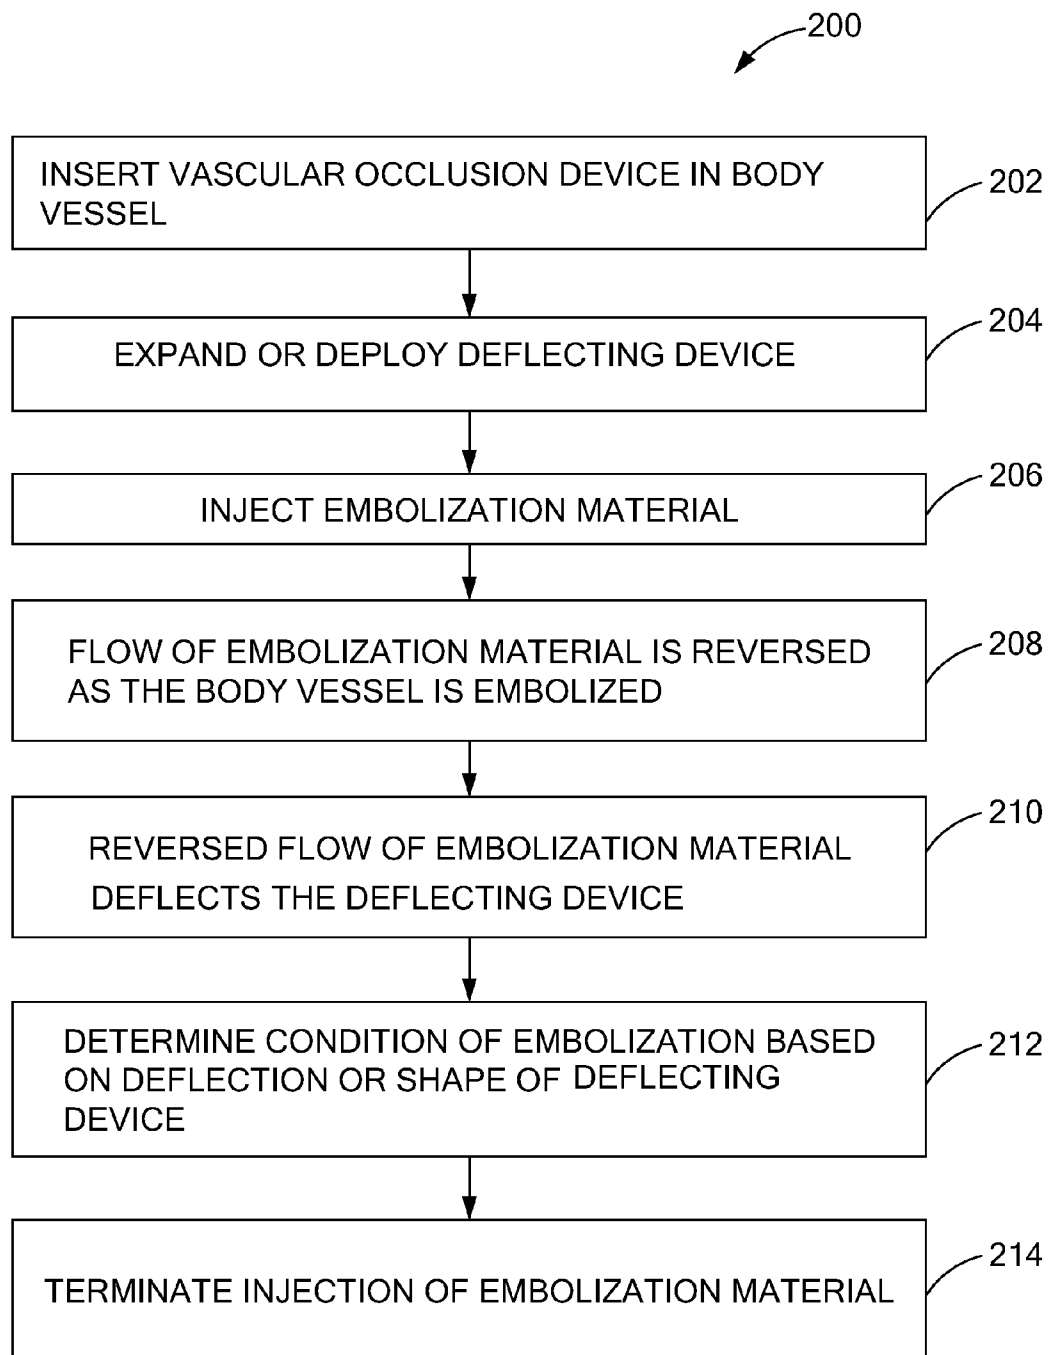 200
INSERT VASCULAR OCCLUSION DEVICE IN BODY
VESSEL
202
EXPAND OR DEPLOY DEFLECTING DEVICE
204
INJECT EMBOLIZATION MATERIAL
206
FLOW OF EMBOLIZATION MATERIAL IS REVERSED
AS THE BODY VESSEL IS EMBOLIZED
208
REVERSED FLOW OF EMBOLIZATION MATERIAL
DEFLECTS THE DEFLECTING DEVICE
210
DETERMINE CONDITION OF EMBOLIZATION BASED
ON DEFLECTION OR SHAPE OF DEFLECTING
DEVICE
212
TERMINATE INJECTION OF EMBOLIZATION MATERIAL
214